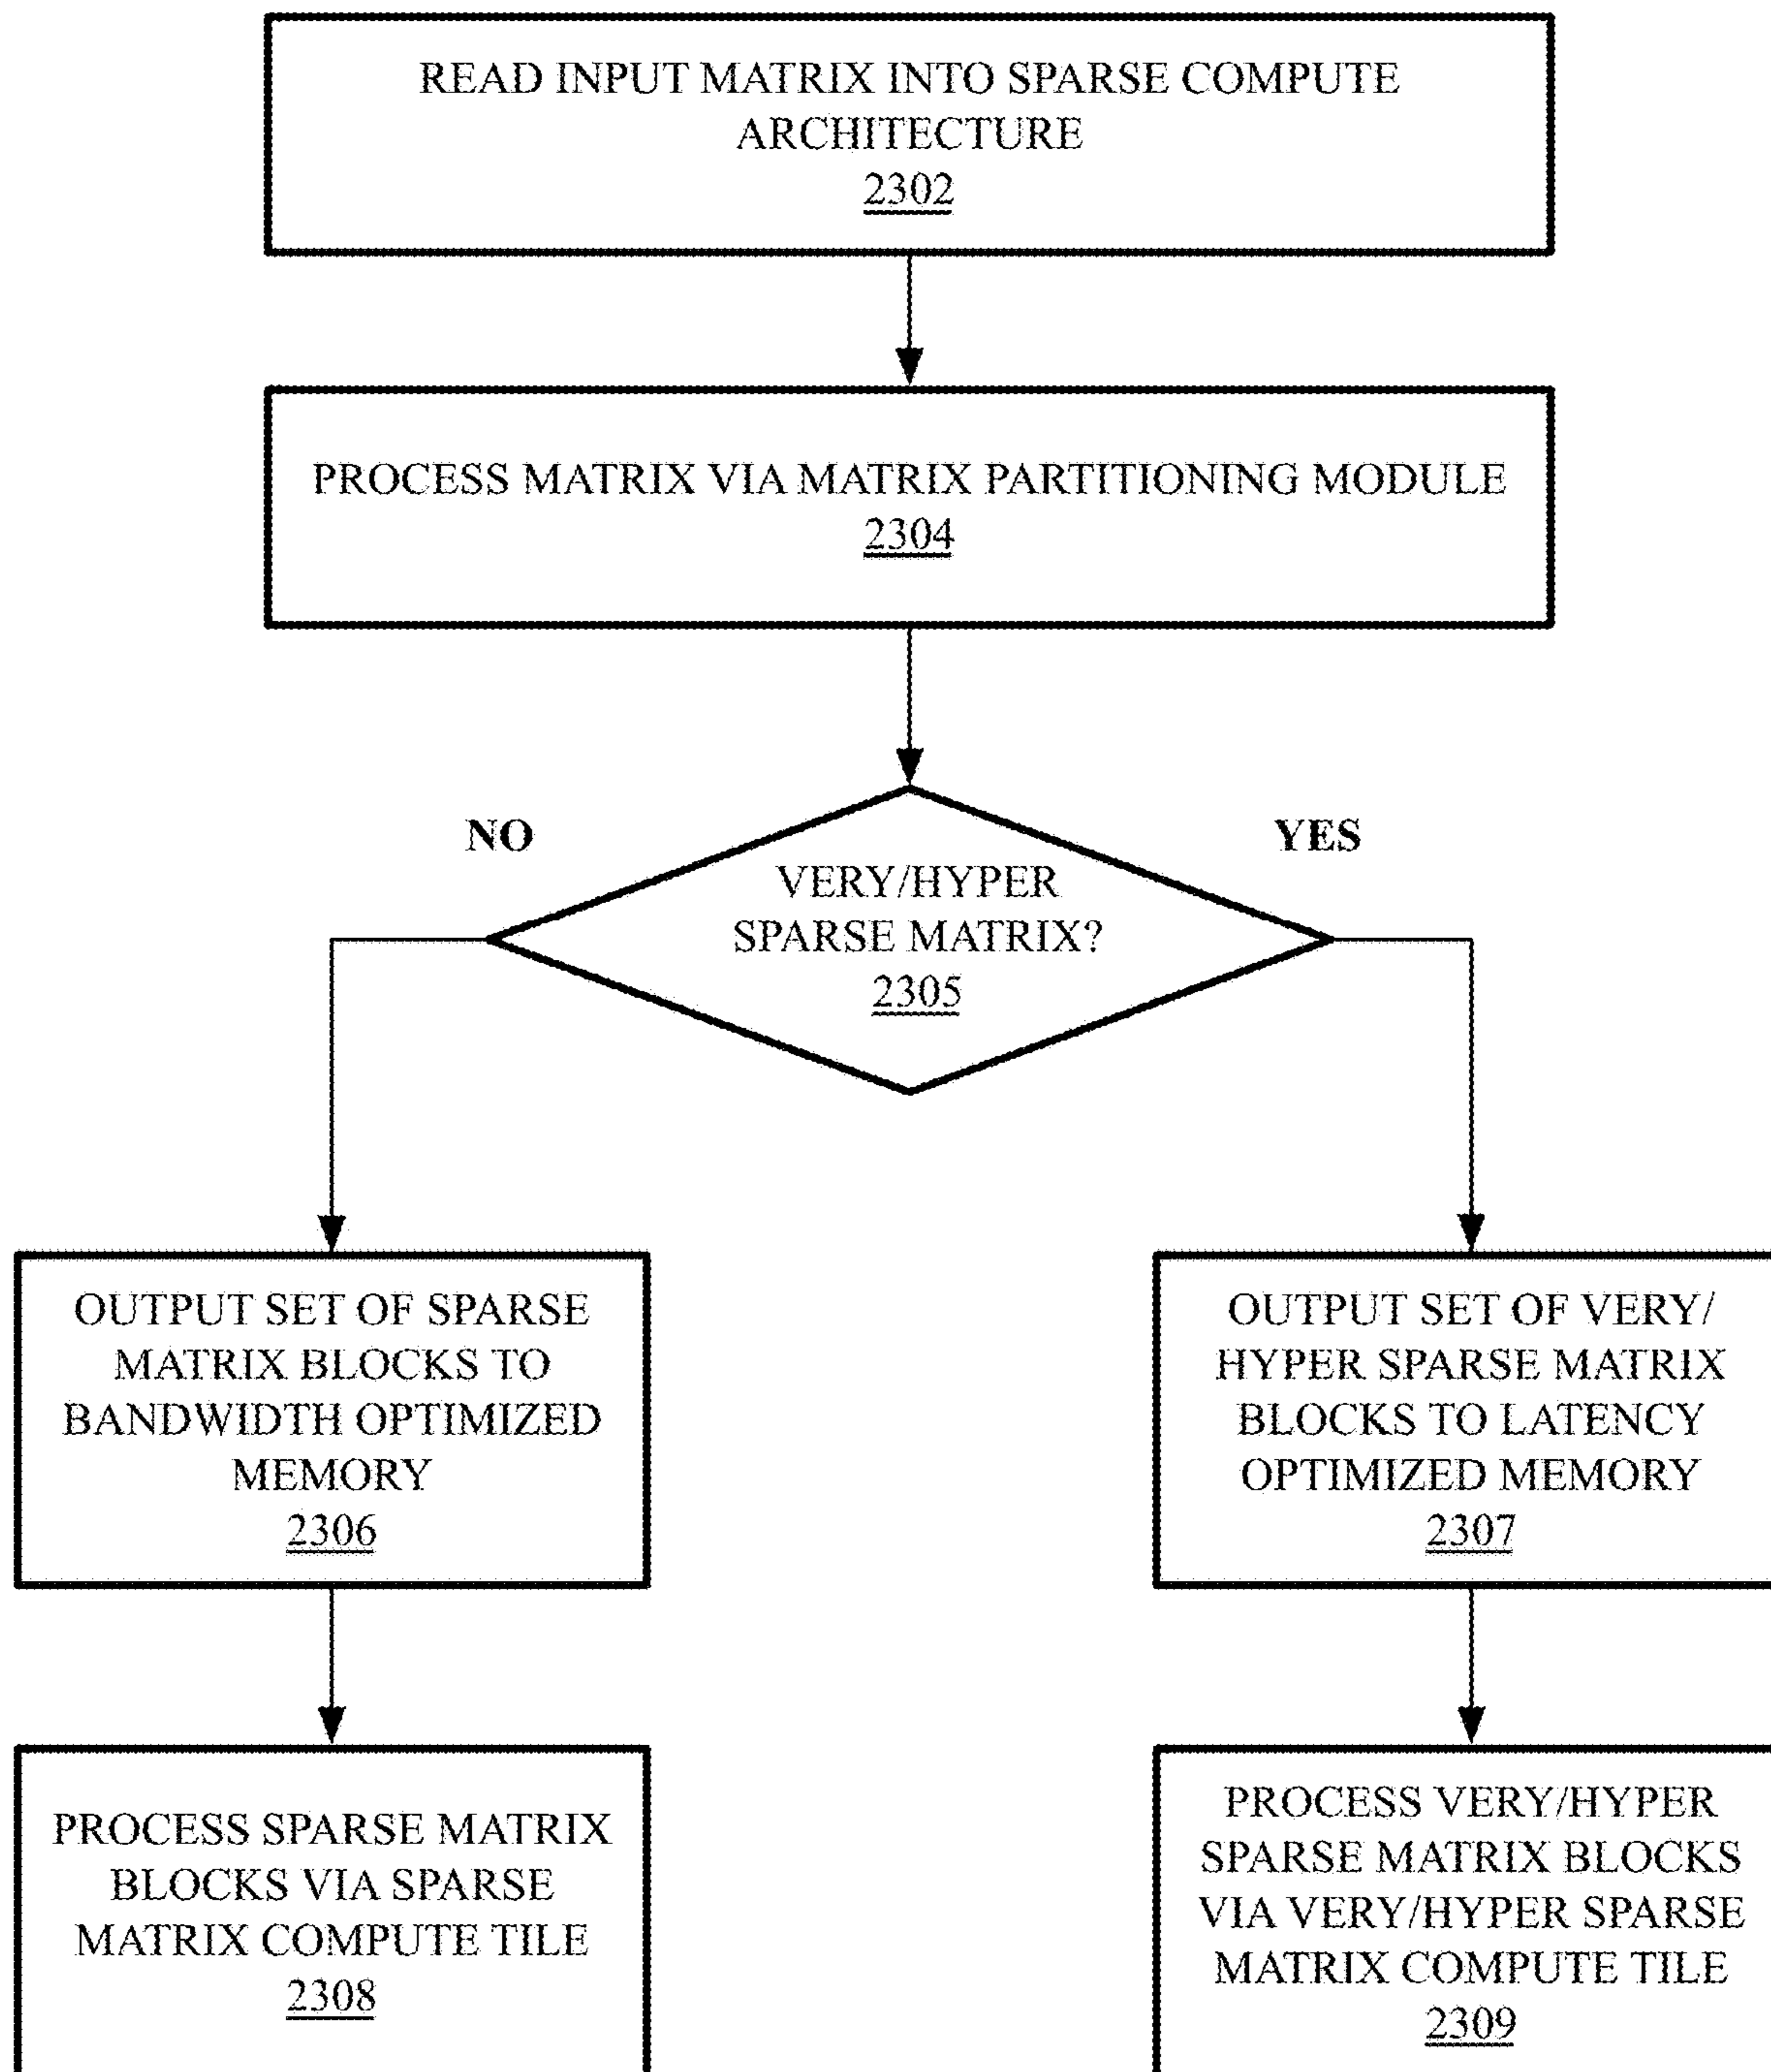 READ INPUT MATRIX INTO SPARSE COMPUTE
ARCHITECTURE
2302
PROCESS MATRIX VIA MATRIX PARTITIONING MODULE
2304
NO
YES
VERY/HYPER
SPARSE MATRIX?
2305
OUTPUT SET OF SPARSE
MATRIX BLOCKS TO
BANDWIDTH OPTIMIZED
MEMORY
2306
OUTPUT SET OF VERY/
HYPER SPARSE MATRIX
BLOCKS TO LATENCY
OPTIMIZED MEMORY
2307
PROCESS SPARSE MATRIX
BLOCKS VIA SPARSE
MATRIX COMPUTE TILE
2308
PROCESS VERY/HYPER
SPARSE MATRIX BLOCKS
VIA VERY/HYPER SPARSE
MATRIX COMPUTE TILE
2309